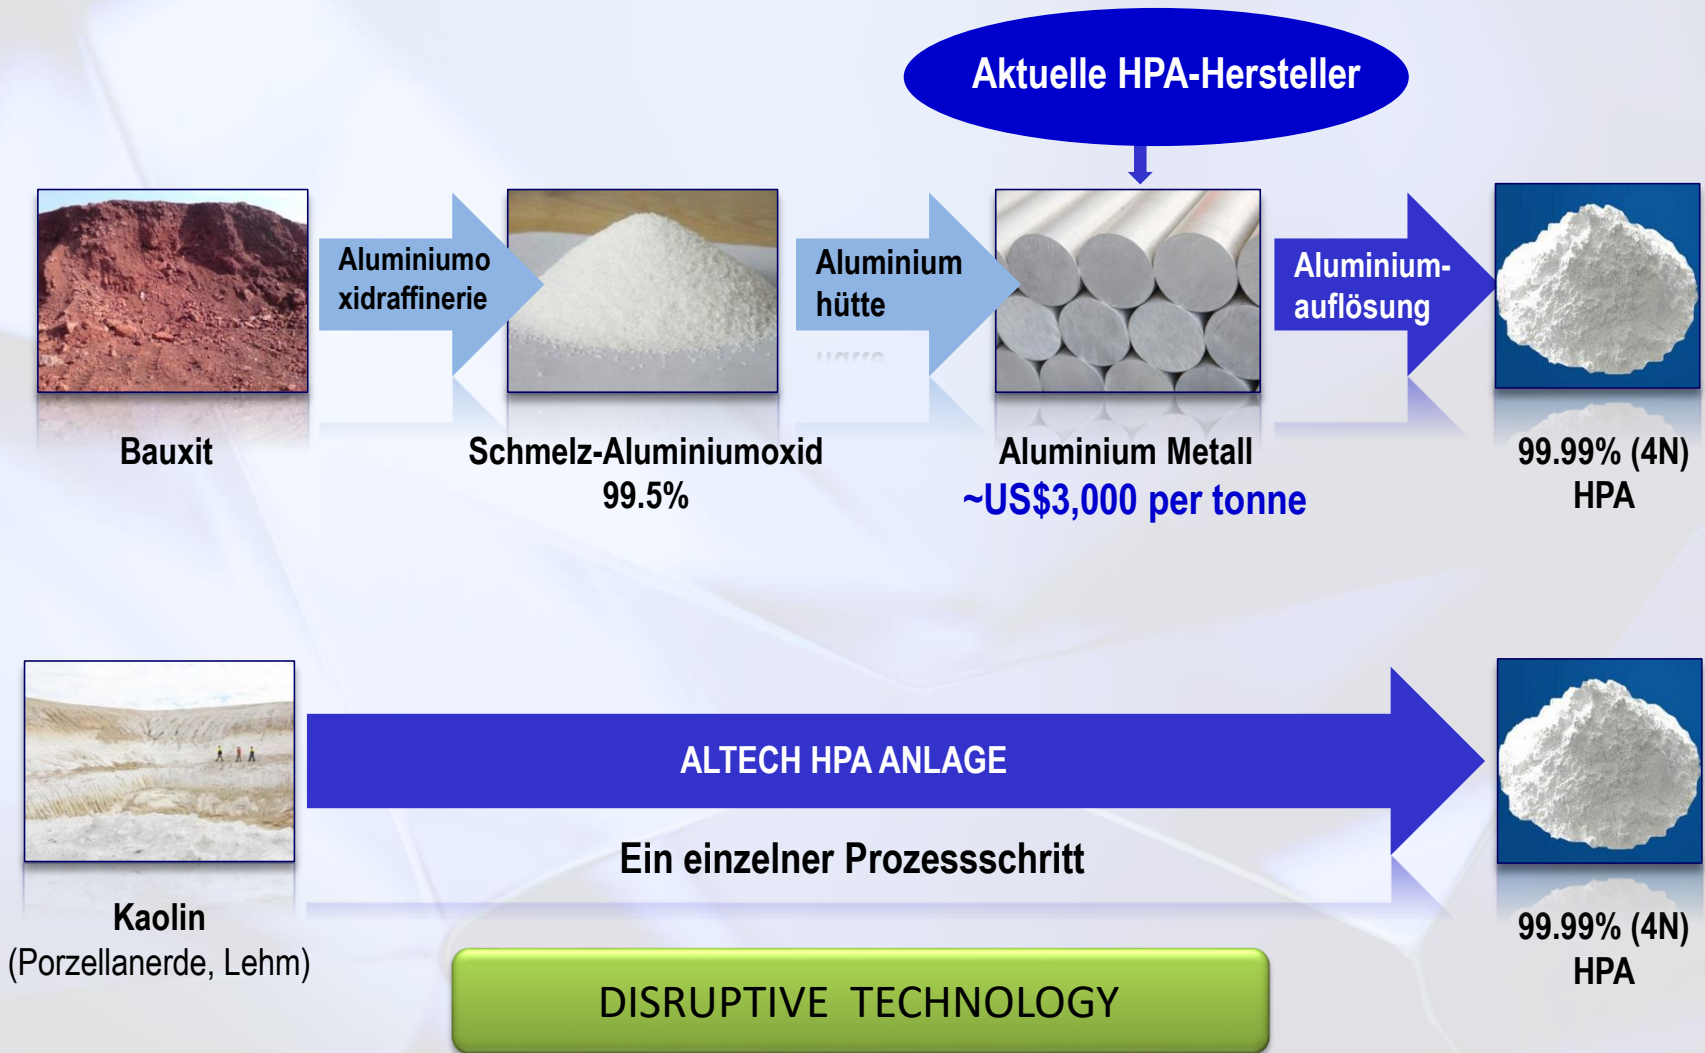 Aktuelle HPA-Hersteller
Aluminiumo
xidraffinerie
Aluminium
hütte
Aluminium-
auflösung
Bauxit
Schmelz-Aluminiumoxid
99.5%
Aluminium Metall
~US$3,000 per tonne
99.99% (4N)
HPA
ALTECH HPA ANLAGE
Ein einzelner Prozessschritt
Kaolin
(Porzellanerde, Lehm)
99.99% (4N)
HPA
DISRUPTIVE TECHNOLOGY